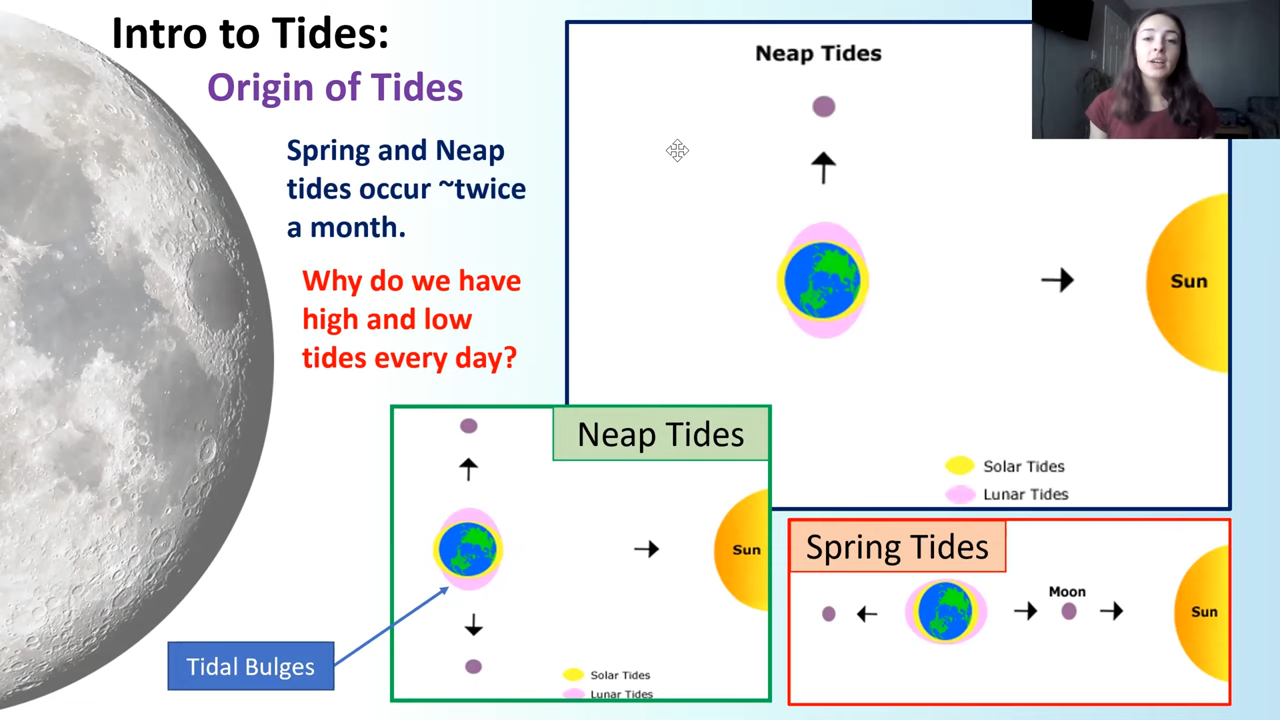 Intro to Tides:
Origin of Tides
Spring and Neap
tides occur ~twice
a month.
Why do we have
high and low
tides every day?
Neap Tides
Sun
Solar Tides
Lunar Tides
Neap Tides
Sun
Solar Tides
Lunar Tides
Tidal Bulges
Spring Tides
Moon
Sun